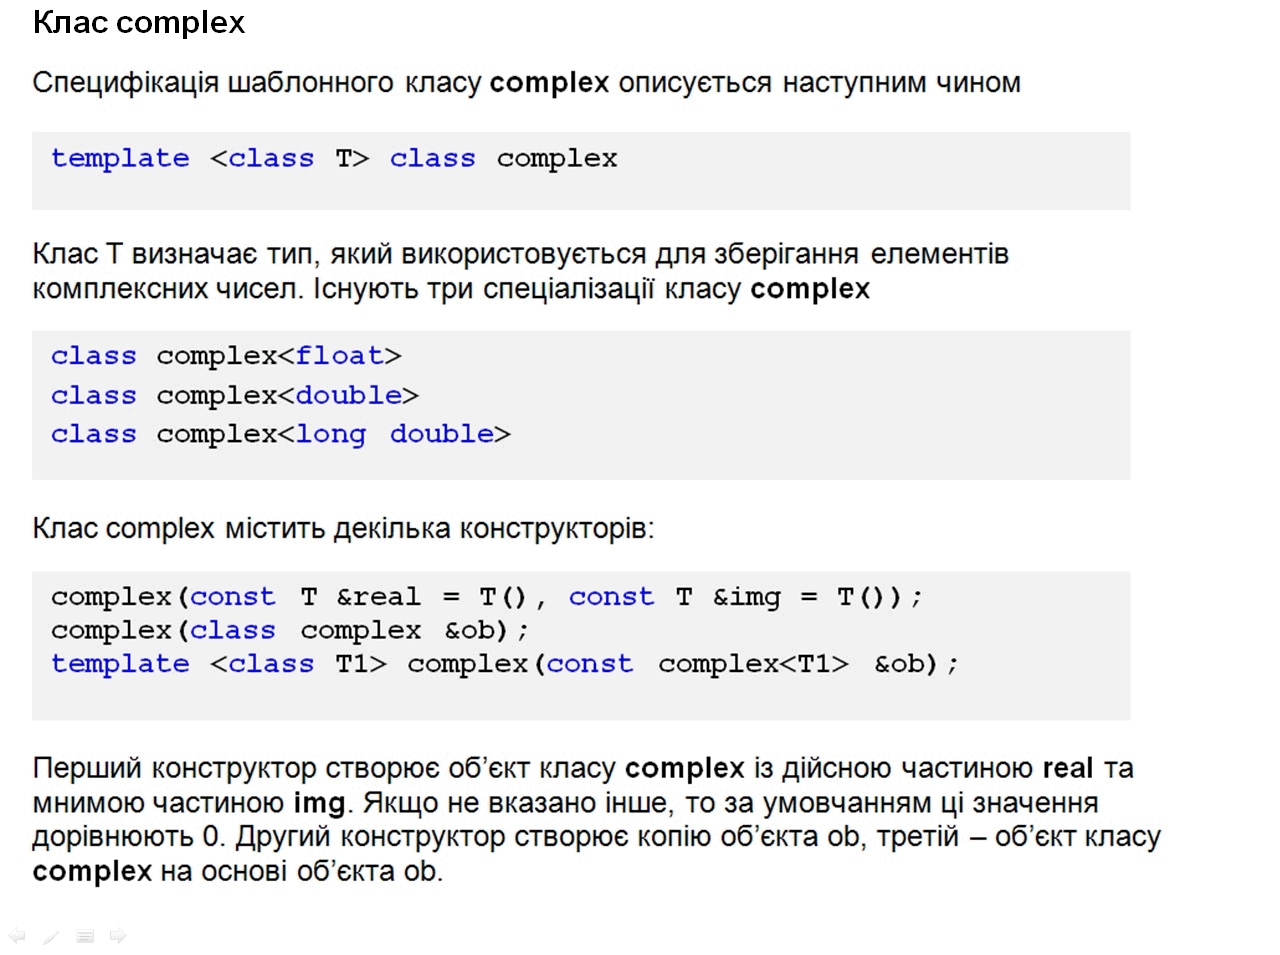 Клас complex
Специфікація шаблонного класу complex описується наступним чином
template <class T> class complex
Клас T визначає тип, який використовується для зберігання елементів
комплексних чисел. Існують три спеціалізації класу complex
class complex<float>
class complex<double>
class complex<long double>
Клас complex містить декілька конструкторів:
complex(const T &real = T(), const T &img = T());
complex(class complex &ob);
template <class T1> complex(const complex<T1> &ob);
Перший конструктор створює об’єкт класу complex із дійсною частиною real та
мнимою частиною img. Якщо не вказано інше, то за умовчанням ці значення
дорівнюють 0. Другий конструктор створює копію об’єкта ob, третій – об’єкт класу
complex на основі об’єкта ob.